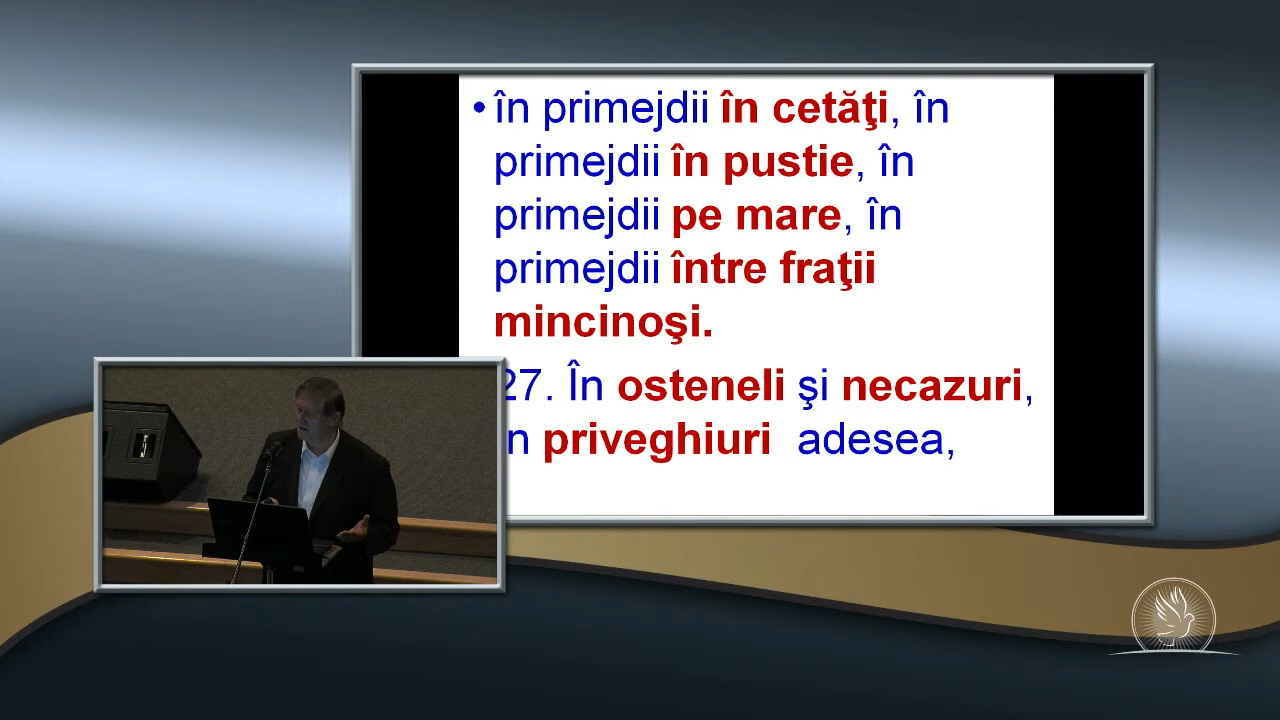 • în primejdii în cetăţi, în
primejdii în pustie, în
primejdii pe mare, în
primejdii între fraţii
mincinoşi.
27. În osteneli şi necazuri,
n priveghiuri adesea,